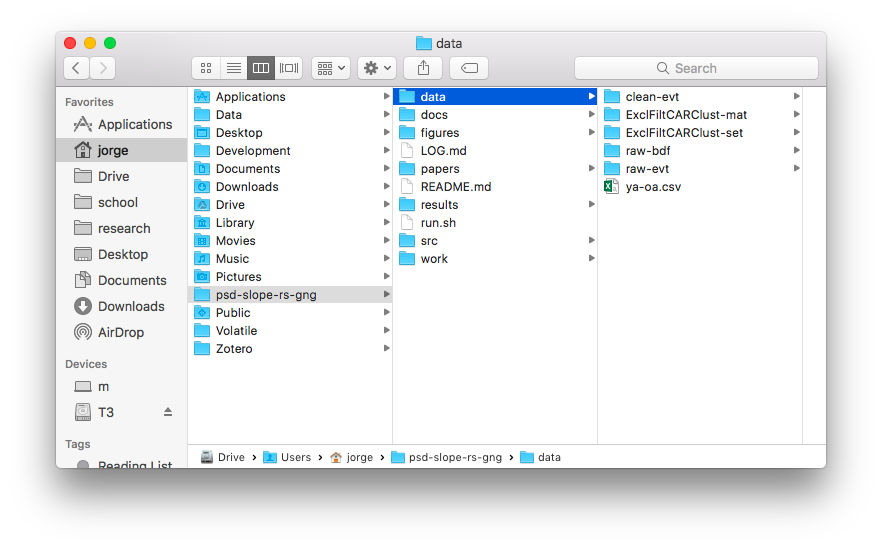 data
Search
Favorites
Applications
jorge
Drive
school
research
Desktop
Documents
Downloads
AirDrop
Devices
m
T3
Tags
Reading List
Applications
Data
Desktop
Development
Documents
Downloads
Drive
Library
Movies
Music
Pictures
psd-slope-rs-gng
Public
Volatile
Zotero
data
docs
figures
LOG.md
papers
README.md
results
run.sh
src
work
clean-evt
ExclFiltCARClust-mat
ExclFiltCARClust-set
raw-bdf
raw-evt
ya-oa.csv
Drive › Users › jorge › psd-slope-rs-gng › data